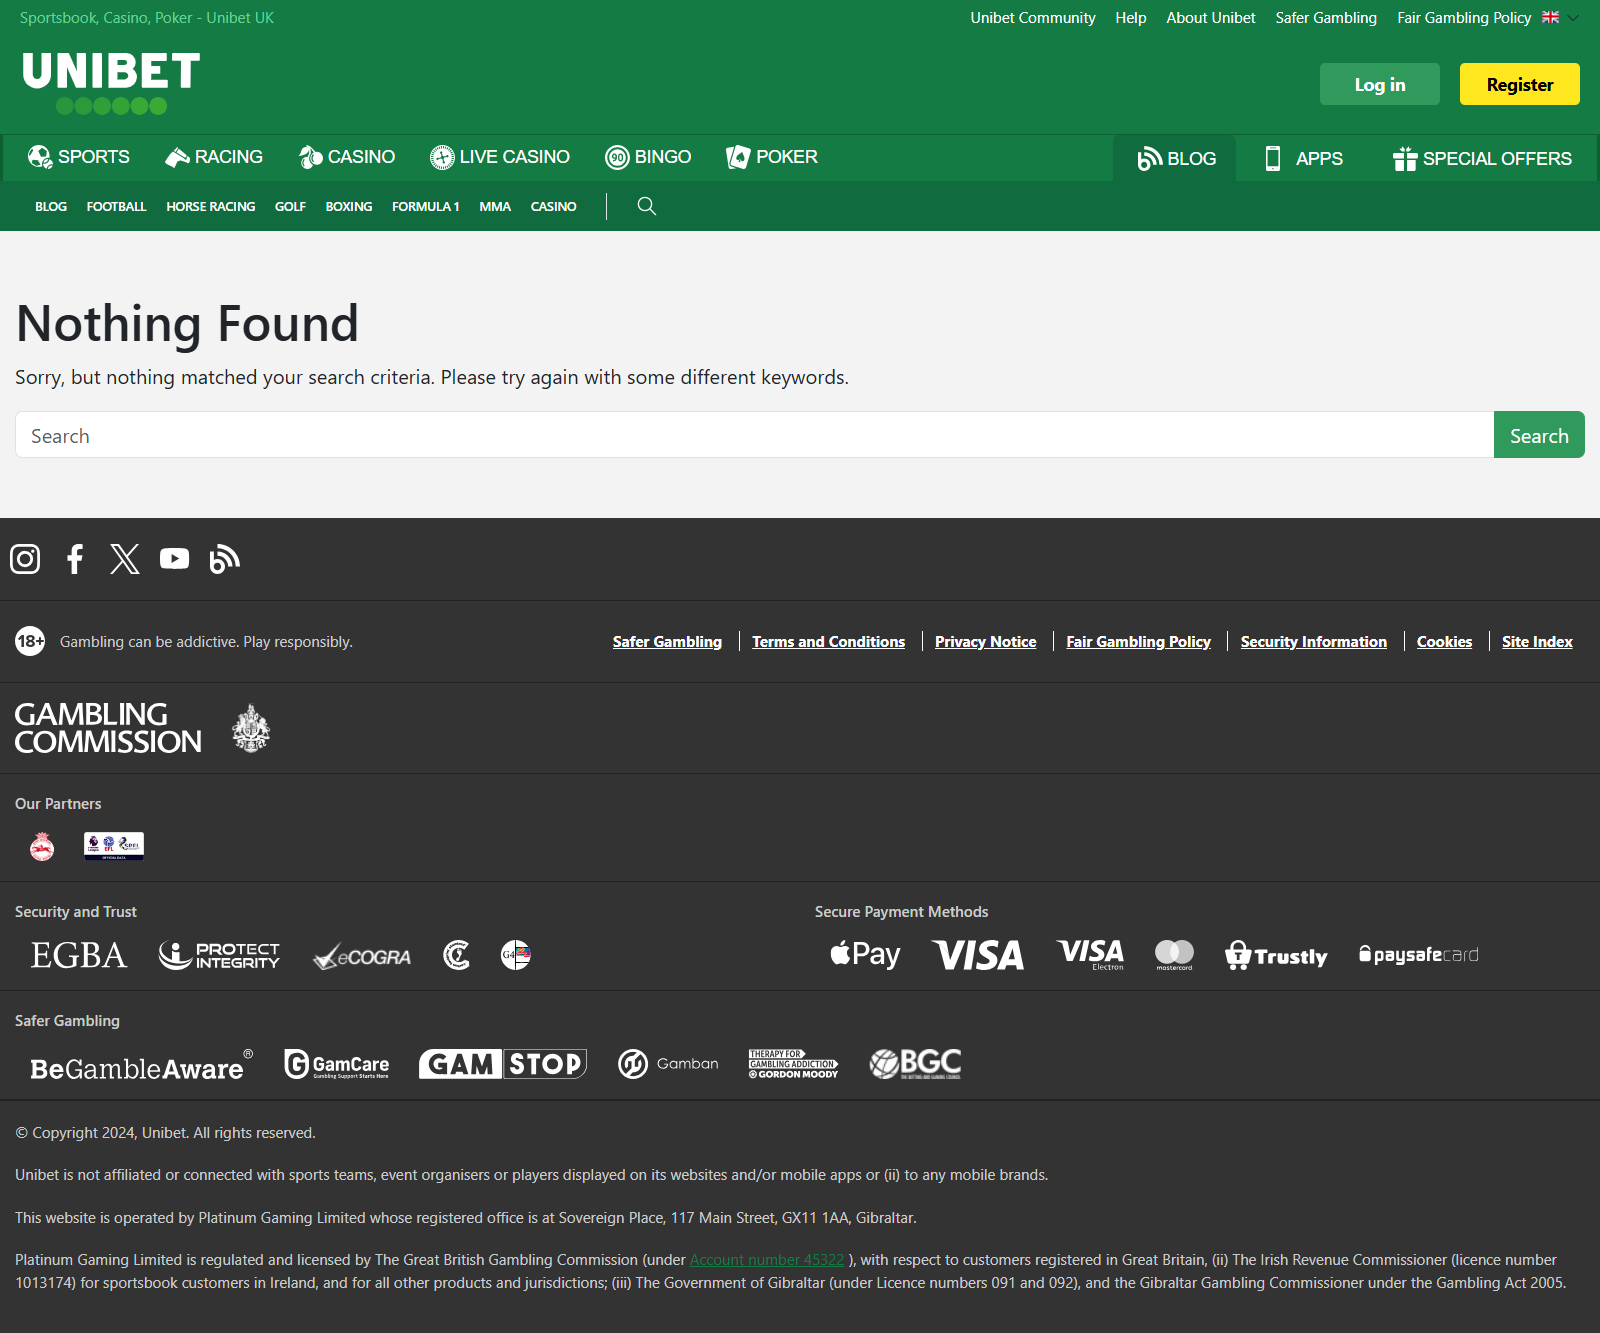 Sportsbook, Casino, Poker - Unibet UK
Unibet Community Help About Unibet Safer Gambling Fair Gambling Policy
UNIBET
Log in Register
SPORTS RACING CASINO LIVE CASINO 90 BINGO POKER BLOG APPS SPECIAL OFFERS
BLOG FOOTBALL HORSE RACING GOLF BOXING FORMULA 1 MMA CASINO
Nothing Found
Sorry, but nothing matched your search criteria. Please try again with some different keywords.
Search Search
18+ Gambling can be addictive. Play responsibly. Safer Gambling Terms and Conditions Privacy Notice Fair Gambling Policy Security Information Cookies Site Index
GAMBLING
COMMISSION
Our Partners
Security and Trust
EGBA PROTECT INTEGRITY eCOGRA G4
Secure Payment Methods
Pay VISA VISA Electron mastercard Trustly paysafecard
Safer Gambling
BeGambleAware® GamCare Gambling Support Starts Here GAMSTOP Gamban THERAPY FOR GAMBLING ADDICTION GORDON MOODY BGC
© Copyright 2024, Unibet. All rights reserved.
Unibet is not affiliated or connected with sports teams, event organisers or players displayed on its websites and/or mobile apps or (ii) to any mobile brands.
This website is operated by Platinum Gaming Limited whose registered office is at Sovereign Place, 117 Main Street, GX11 1AA, Gibraltar.
Platinum Gaming Limited is regulated and licensed by The Great British Gambling Commission (under Account number 45322 ), with respect to customers registered in Great Britain, (ii) The Irish Revenue Commissioner (licence number
1013174) for sportsbook customers in Ireland, and for all other products and jurisdictions; (iii) The Government of Gibraltar (under Licence numbers 091 and 092), and the Gibraltar Gambling Commissioner under the Gambling Act 2005.